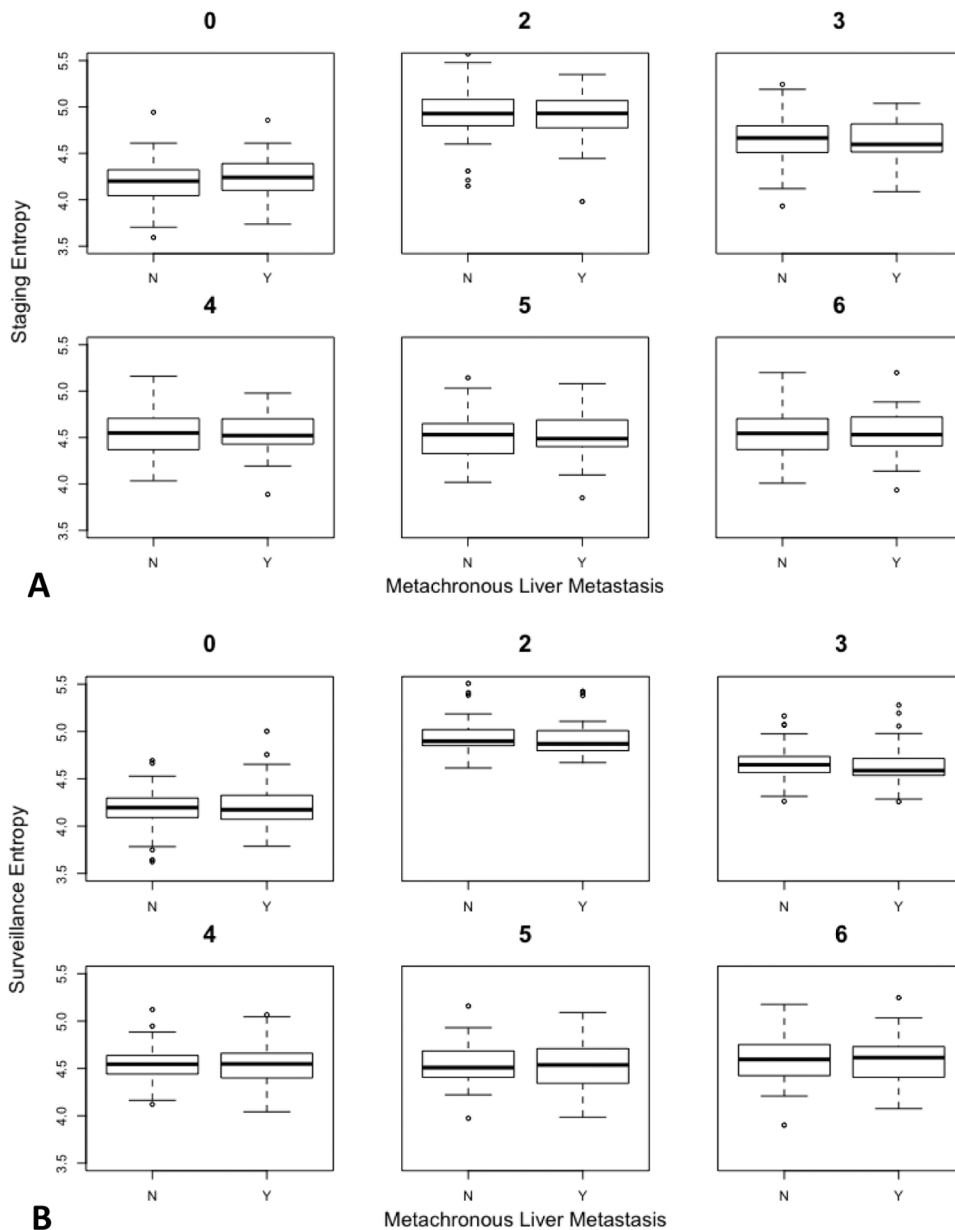 0 2 3
Staging Entropy
5.5
5.0
4.5
4.0
3.5
N Y N Y N Y
4 5 6
5.5
5.0
4.5
4.0
3.5
N Y N Y N Y
A Metachronous Liver Metastasis
0 2 3
Surveillance Entropy
5.5
5.0
4.5
4.0
3.5
N Y N Y N Y
4 5 6
5.5
5.0
4.5
4.0
3.5
N Y N Y N Y
B Metachronous Liver Metastasis